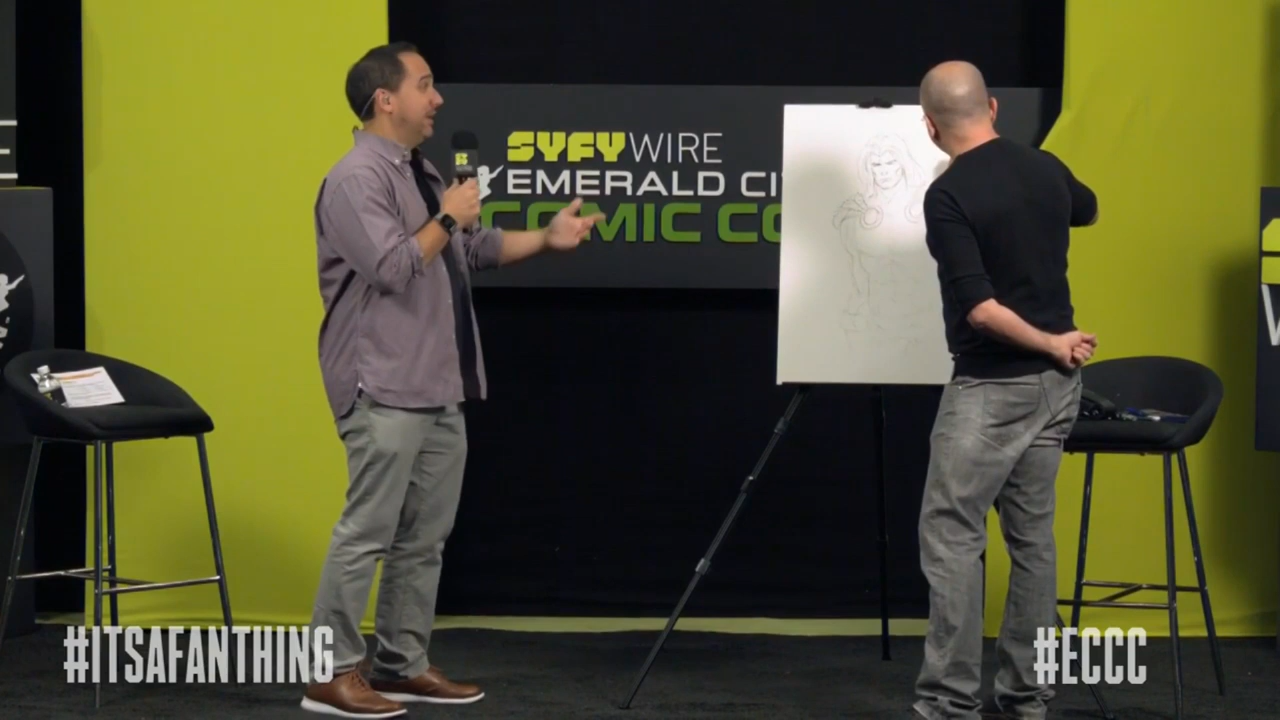 SYFY WIRE
EMERALD CI
COMIC CO
#ITSAFANTHING
#ECCC